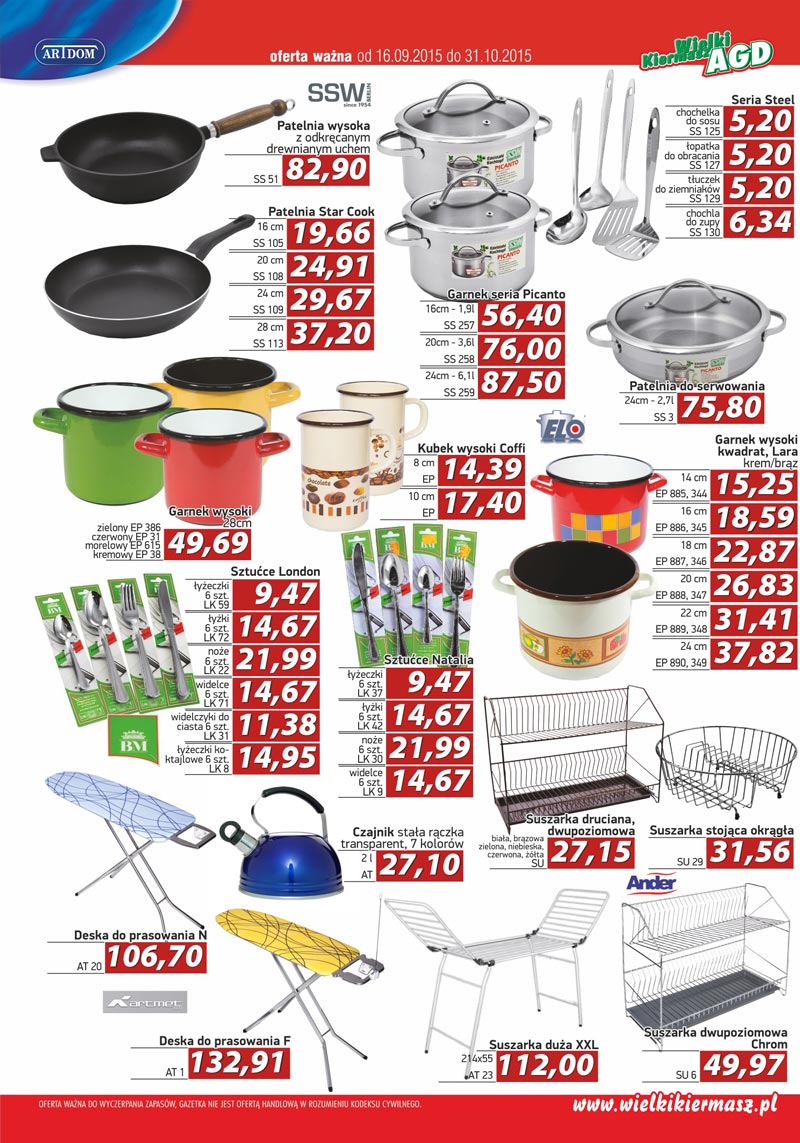 ARTDOM
oferta ważna od 16.09.2015 do 31.10.2015
Wielki
Kiermasz AGD
SSW BERLIN
since 1954
Patelnia wysoka
z odkręcanym
drewnianym uchem
SS 51 82,90
Seria Steel
chochelka
do sosu
SS 125 5,20
łopatka
do obracania
SS 127 5,20
tłuczek
do ziemniaków
SS 129 5,20
chochla
do zupy
SS 130 6,34
Patelnia Star Cook
16 cm
SS 105 19,66
20 cm
SS 108 24,91
24 cm
SS 109 29,67
28 cm
SS 113 37,20
PICANTO
PICANTO
Garnek seria Picanto
16cm - 1,9l
SS 257 56,40
20cm - 3,6l
SS 258 76,00
24cm - 6,1l
SS 259 87,50
PICANTO
Patelnia do serwowania
24cm - 2,7l
SS 3 75,80
Garnek wysoki
28cm
zielony EP 386
czerwony EP 31
morelowy EP 615
kremowy EP 38
49,69
chocolate
coffee
Kubek wysoki Coffi
8 cm
EP 14,39
10 cm
EP 17,40
ELO
Garnek wysoki
kwadrat, Lara
krem/brąz
14 cm
EP 885, 344 15,25
16 cm
EP 886, 345 18,59
18 cm
EP 887, 346 22,87
20 cm
EP 888, 347 26,83
22 cm
EP 889, 348 31,41
24 cm
EP 890, 349 37,82
Sztućce London
łyżeczki
6 szt.
LK 59 9,47
łyżki
6 szt.
LK 72 14,67
noże
6 szt.
LK 22 21,99
widelce
6 szt.
LK 71 14,67
widelczyki do
ciasta 6 szt.
LK 31 11,38
łyżeczki ko-
ktajlowe 6 szt.
LK 8 14,95
BM
Sztućce Natalia
łyżeczki
6 szt.
LK 37 9,47
łyżki
6 szt.
LK 42 14,67
noże
6 szt.
LK 30 21,99
widelce
6 szt.
LK 9 14,67
Suszarka druciana,
dwupoziomowa
biała, brązowa
zielona, niebieska,
czerwona, żółta
SU 27,15
Suszarka stojąca okrągła
SU 29 31,56
Czajnik stała rączka
transparent, 7 kolorów
2 l
AT 27,10
Deska do prasowania N
AT 20 106,70
artmet
Deska do prasowania F
AT 1 132,91
Suszarka duża XXL
214x55
AT 23 112,00
Ander
Suszarka dwupoziomowa
Chrom
SU 6 49,97
OFERTA WAŻNA DO WYCZERPANIA ZAPASÓW, GAZETKA NIE JEST OFERTĄ HANDLOWĄ W ROZUMIENIU KODEKSU CYWILNEGO.
www.wielkikiermasz.pl